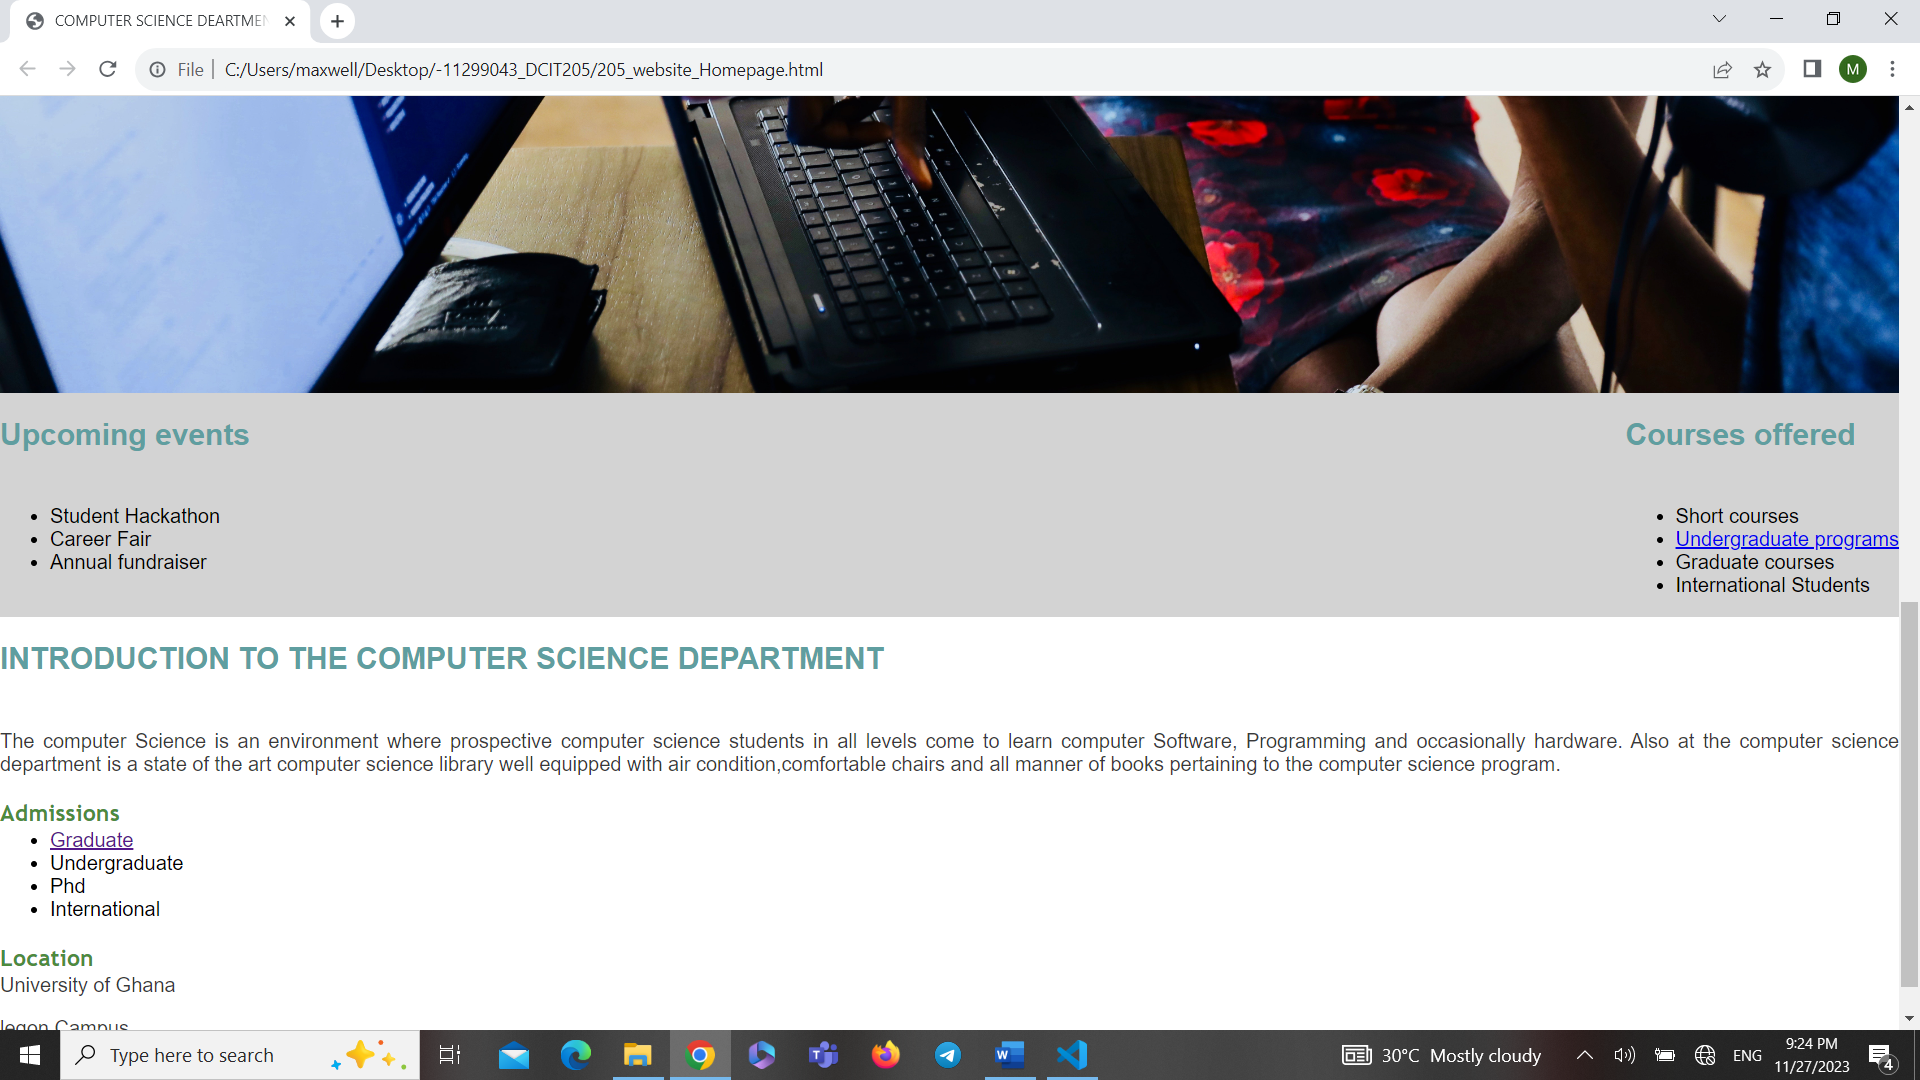 COMPUTER SCIENCE DEARTMEN
File
C:/Users/maxwell/Desktop/-11299043_DCIT205/205_website_Homepage.html
M
Upcoming events
Student Hackathon
Career Fair
Annual fundraiser
Courses offered
Short courses
Undergraduate programs
Graduate courses
International Students
INTRODUCTION TO THE COMPUTER SCIENCE DEPARTMENT
The computer Science is an environment where prospective computer science students in all levels come to learn computer Software, Programming and occasionally hardware. Also at the computer science
department is a state of the art computer science library well equipped with air condition,comfortable chairs and all manner of books pertaining to the computer science program.
Admissions
Graduate
Undergraduate
Phd
International
Location
University of Ghana
legon Campus
Type here to search
30°C Mostly cloudy
ENG
9:24 PM
11/27/2023
4